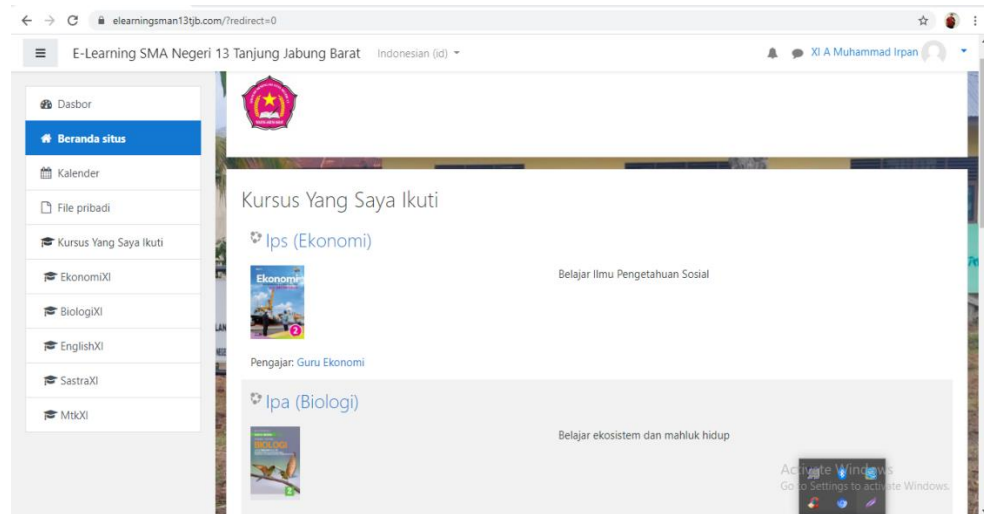 elearningsman13tjb.com/?redirect=0
E-Learning SMA Negeri 13 Tanjung Jabung Barat Indonesian (id) XI A Muhammad Irpan
Dasbor
Beranda situs
Kalender
File pribadi
Kursus Yang Saya Ikuti
EkonomiXI
BiologiXI
EnglishXI
SastraXI
MtkXI
Kursus Yang Saya Ikuti
Ips (Ekonomi)
Ekonomi
2
Belajar Ilmu Pengetahuan Sosial
Pengajar: Guru Ekonomi
Ipa (Biologi)
BIOLOGI
2
Belajar ekosistem dan mahluk hidup
Activate Windows
Go to Settings to activate Windows.